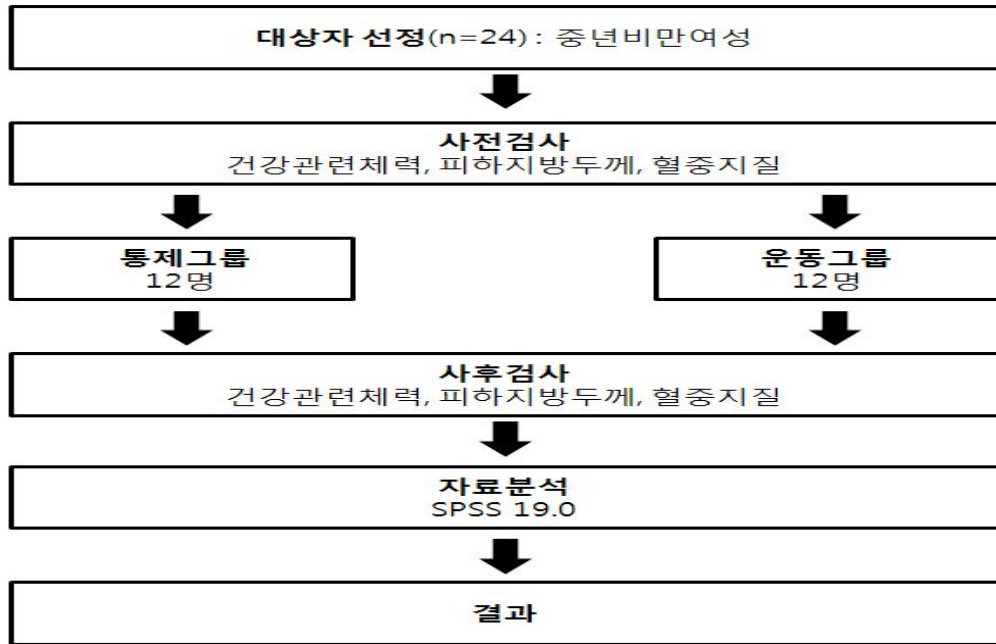 대상자 선정(n=24) : 중년비만여성
사전검사
건강관련체력, 피하지방두께, 혈중지질
통제그룹
12명
운동그룹
12명
사후검사
건강관련체력, 피하지방두께, 혈중지질
자료분석
SPSS 19.0
결과